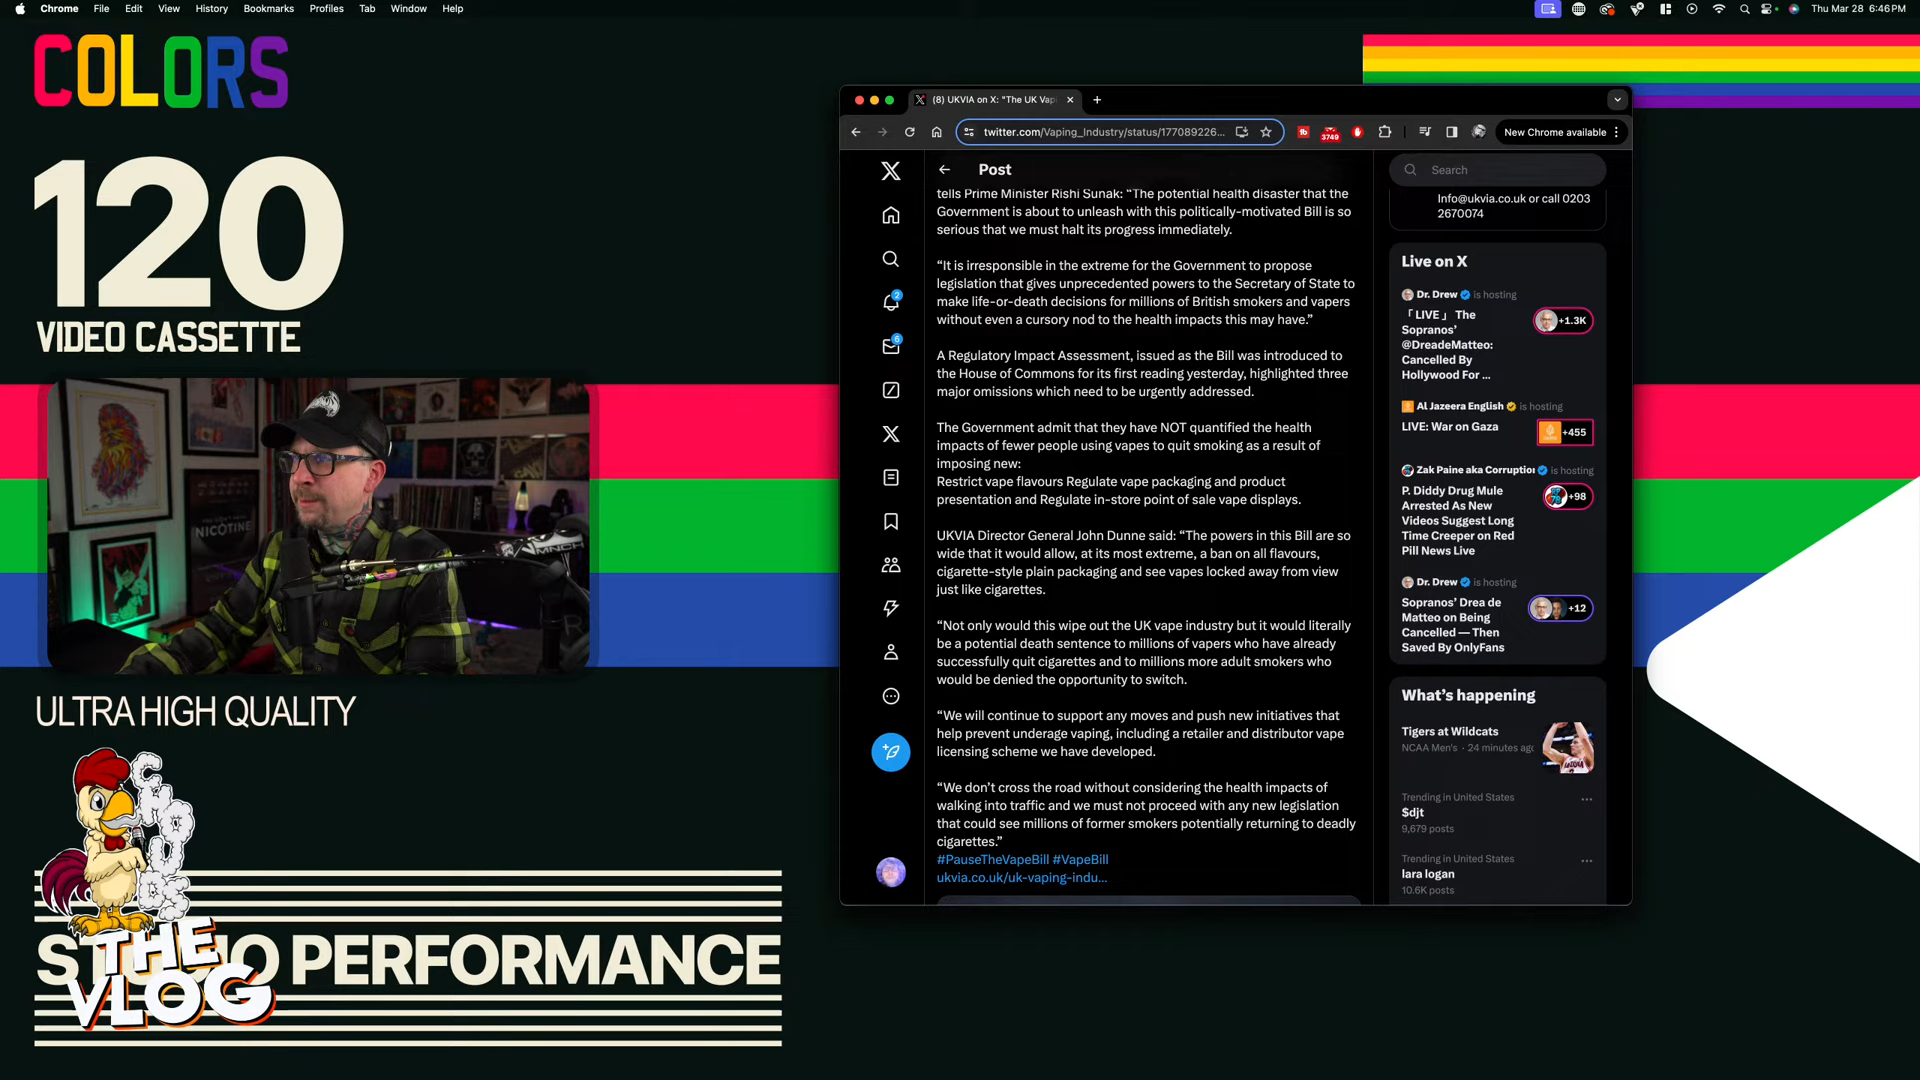 Chrome File Edit View History Bookmarks Profiles Tab Window Help
Thu Mar 28 6:46 PM
COLORS
120
VIDEO CASSETTE
NICOTINE
ULTRA HIGH QUALITY
CHUDS
THE
VLOG
PERFORMANCE
(8) UKVIA on X: "The UK Vapi
twitter.com/Vaping_Industry/status/177089226...
3749
New Chrome available
Post
tells Prime Minister Rishi Sunak: “The potential health disaster that the
Government is about to unleash with this politically-motivated Bill is so
serious that we must halt its progress immediately.
“It is irresponsible in the extreme for the Government to propose
legislation that gives unprecedented powers to the Secretary of State to
make life-or-death decisions for millions of British smokers and vapers
without even a cursory nod to the health impacts this may have.”
A Regulatory Impact Assessment, issued as the Bill was introduced to
the House of Commons for its first reading yesterday, highlighted three
major omissions which need to be urgently addressed.
The Government admit that they have NOT quantified the health
impacts of fewer people using vapes to quit smoking as a result of
imposing new:
Restrict vape flavours Regulate vape packaging and product
presentation and Regulate in-store point of sale vape displays.
UKVIA Director General John Dunne said: “The powers in this Bill are so
wide that it would allow, at its most extreme, a ban on all flavours,
cigarette-style plain packaging and see vapes locked away from view
just like cigarettes.
“Not only would this wipe out the UK vape industry but it would literally
be a potential death sentence to millions of vapers who have already
successfully quit cigarettes and to millions more adult smokers who
would be denied the opportunity to switch.
“We will continue to support any moves and push new initiatives that
help prevent underage vaping, including a retailer and distributor vape
licensing scheme we have developed.
“We don’t cross the road without considering the health impacts of
walking into traffic and we must not proceed with any new legislation
that could see millions of former smokers potentially returning to deadly
cigarettes.”
#PauseTheVapeBill #VapeBill
ukvia.co.uk/uk-vaping-indu...
2
6
Search
Info@ukvia.co.uk or call 0203
2670074
Live on X
Dr. Drew is hosting
「 LIVE 」 The
Sopranos’
@DreadeMatteo:
Cancelled By
Hollywood For ...
+1.3K
Al Jazeera English is hosting
LIVE: War on Gaza
+455
Zak Paine aka Corruption is hosting
P. Diddy Drug Mule
Arrested As New
Videos Suggest Long
Time Creeper on Red
Pill News Live
+98
Dr. Drew is hosting
Sopranos’ Drea de
Matteo on Being
Cancelled — Then
Saved By OnlyFans
+12
What’s happening
Tigers at Wildcats
NCAA Men's · 24 minutes ago
Trending in United States
$djt
9,679 posts
Trending in United States
lara logan
10.6K posts